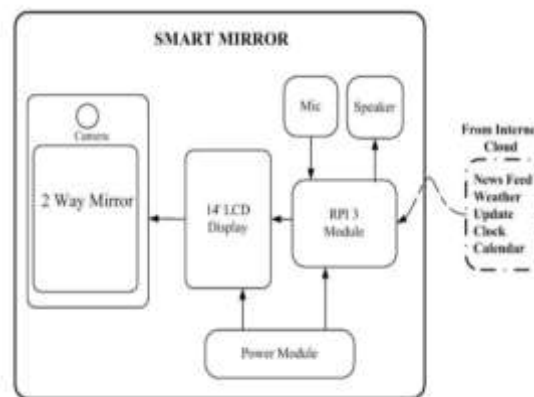 SMART MIRROR
Camera
2 Way Mirror
14' LCD
Display
Mic
Speaker
RPI 3
Module
Power Module
From Interne
Cloud
News Feed
Weather
Update
Clock
Calendar